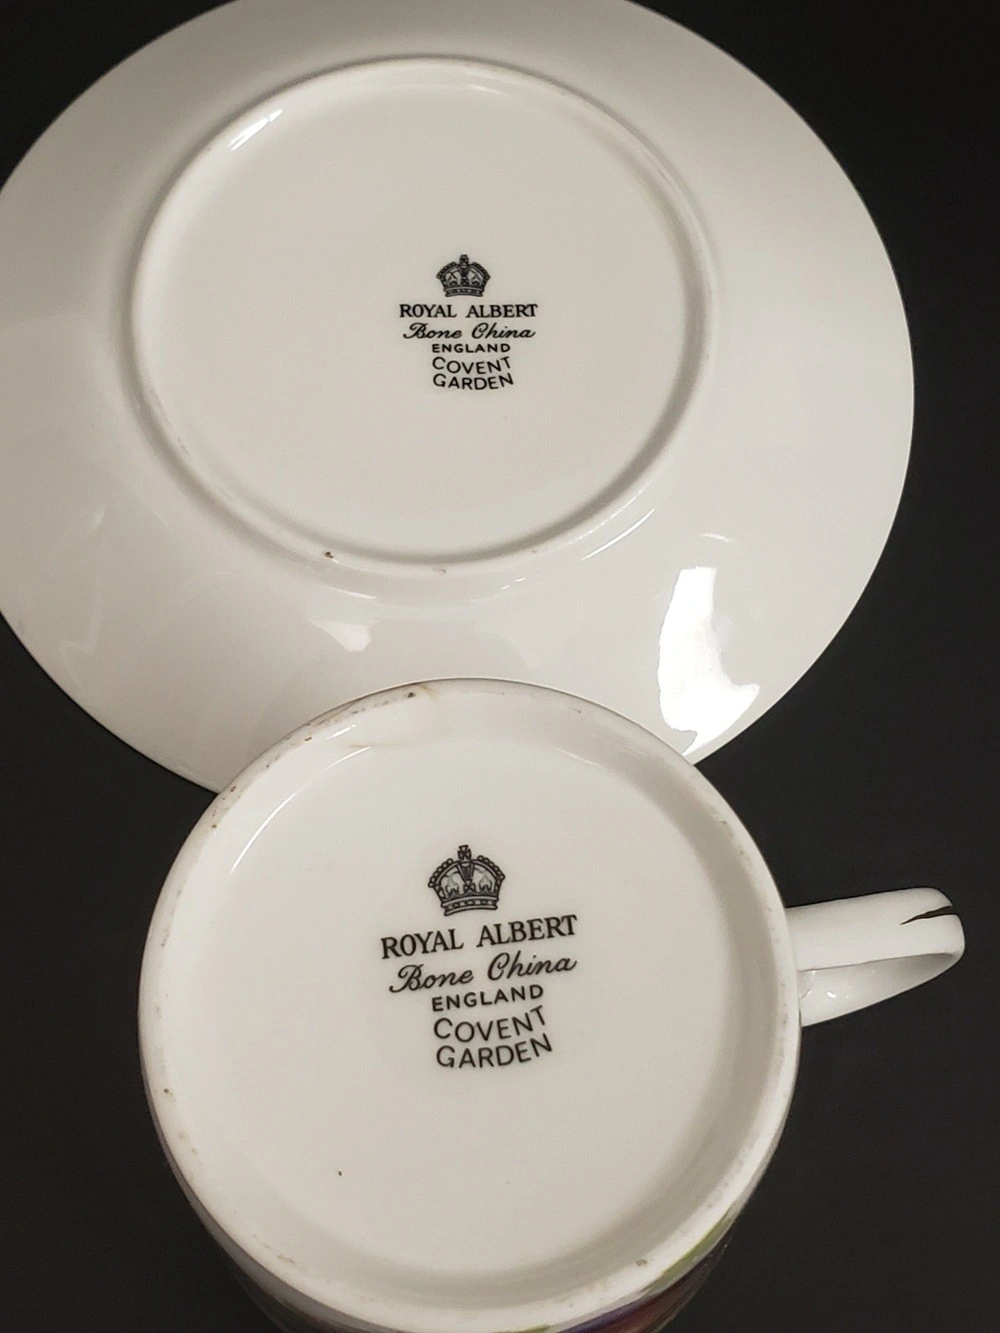 ROYAL ALBERT
Bone China
ENGLAND
COVENT
GARDEN
ROYAL ALBERT
Bone China
ENGLAND
COVENT
GARDEN